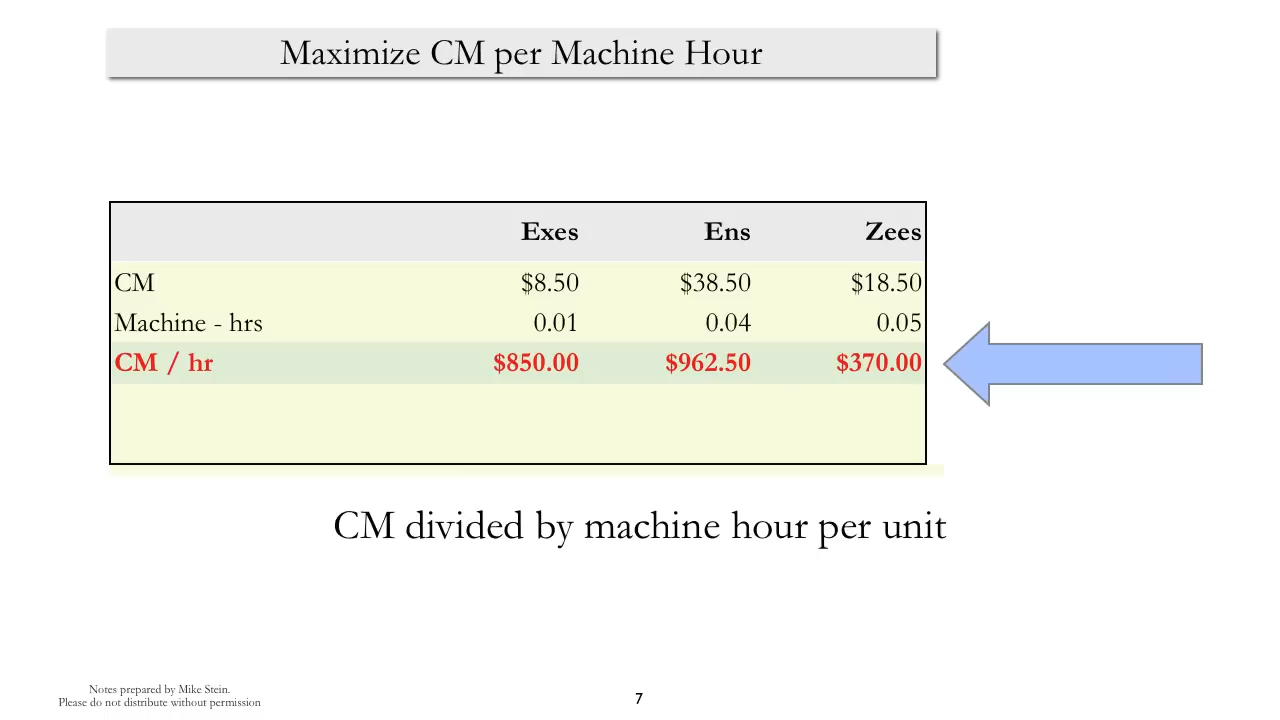 Maximize CM per Machine Hour
Exes Ens Zees
CM $8.50 $38.50 $18.50
Machine - hrs 0.01 0.04 0.05
CM / hr $850.00 $962.50 $370.00
CM divided by machine hour per unit
Notes prepared by Mike Stein.
Please do not distribute without permission
7